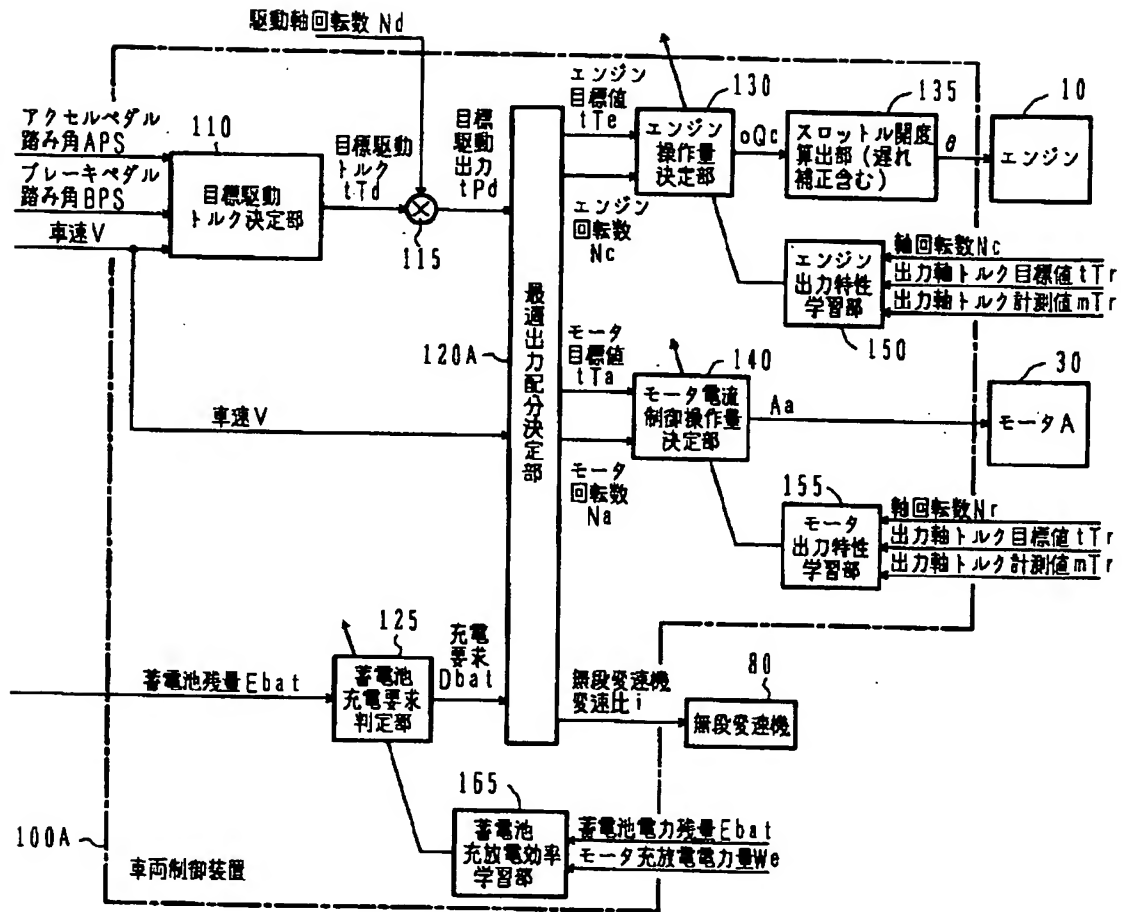 駆動軸回転数 Nd
アクセルペダル
踏み角APS
ブレーキペダル
踏み角BPS
車速V
110
目標駆動
トルク決定部
目標駆動
トルク
tTd
115
目標
駆動
出力
tPd
120A
最適出力配分決定部
エンジン
目標値
tTe
エンジン
回転数
Nc
130
エンジン
操作量
決定部
oQc
135
スロットル開度
算出部(遅れ
補正含む)
θ
10
エンジン
エンジン
出力特性
学習部
150
軸回転数Nc
出力軸トルク目標値tTr
出力軸トルク計測値mTr
車速V
モータ
目標値
tTa
モータ
回転数
Na
140
モータ電流
制御操作量
決定部
Aa
30
モータA
155
モータ
出力特性
学習部
軸回転数Nr
出力軸トルク目標値tTr
出力軸トルク計測値mTr
蓄電池残量Ebat
125
蓄電池
充電要求
判定部
充電
要求
Dbat
無段変速機
変速比i
80
無段変速機
165
蓄電池
充放電効率
学習部
蓄電池電力残量Ebat
モータ充放電電力量We
100A
車両制御装置